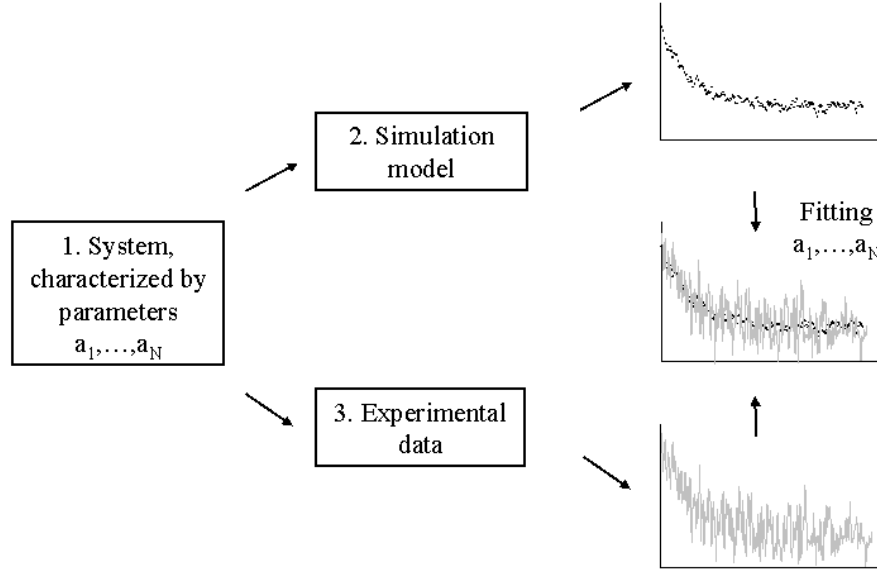 1. System,
characterized by
parameters
a₁,…,aN
2. Simulation
model
3. Experimental
data
Fitting
a₁,…,aN